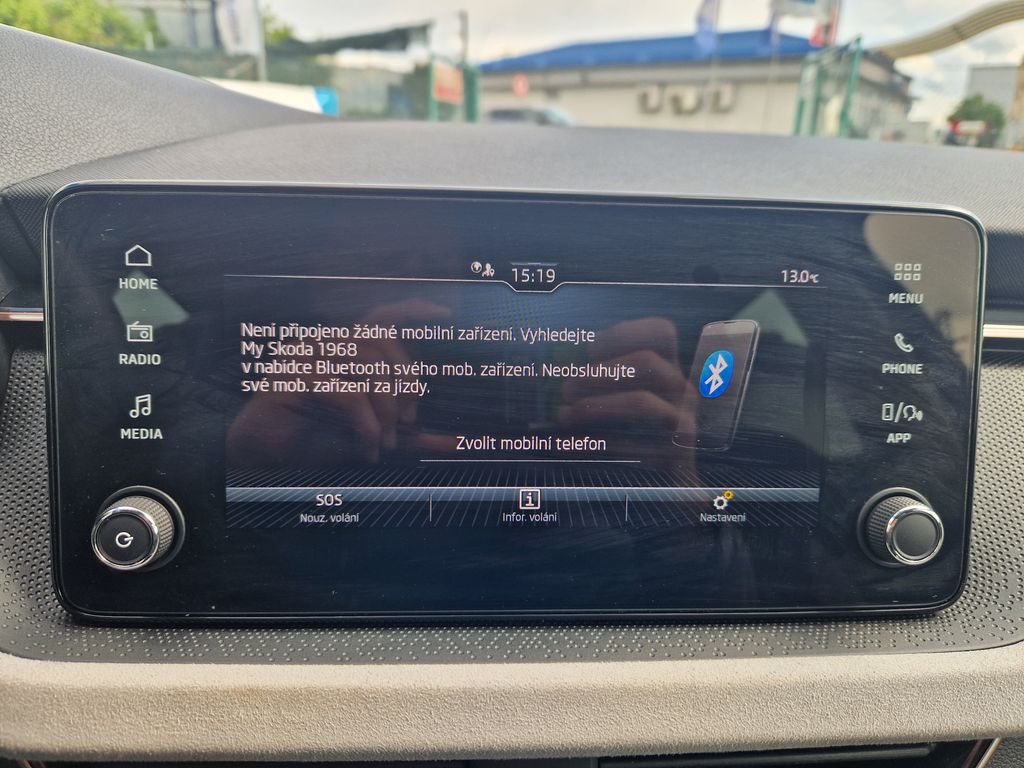 HOME
RADIO
MEDIA
15:19
13.0°C
Není připojeno žádné mobilní zařízení. Vyhledejte
My Skoda 1968
v nabídce Bluetooth svého mob. zařízení. Neobsluhujte
své mob. zařízení za jízdy.
Zvolit mobilní telefon
SOS
Nouz. volání
i
Infor. volání
Nastavení
MENU
PHONE
APP